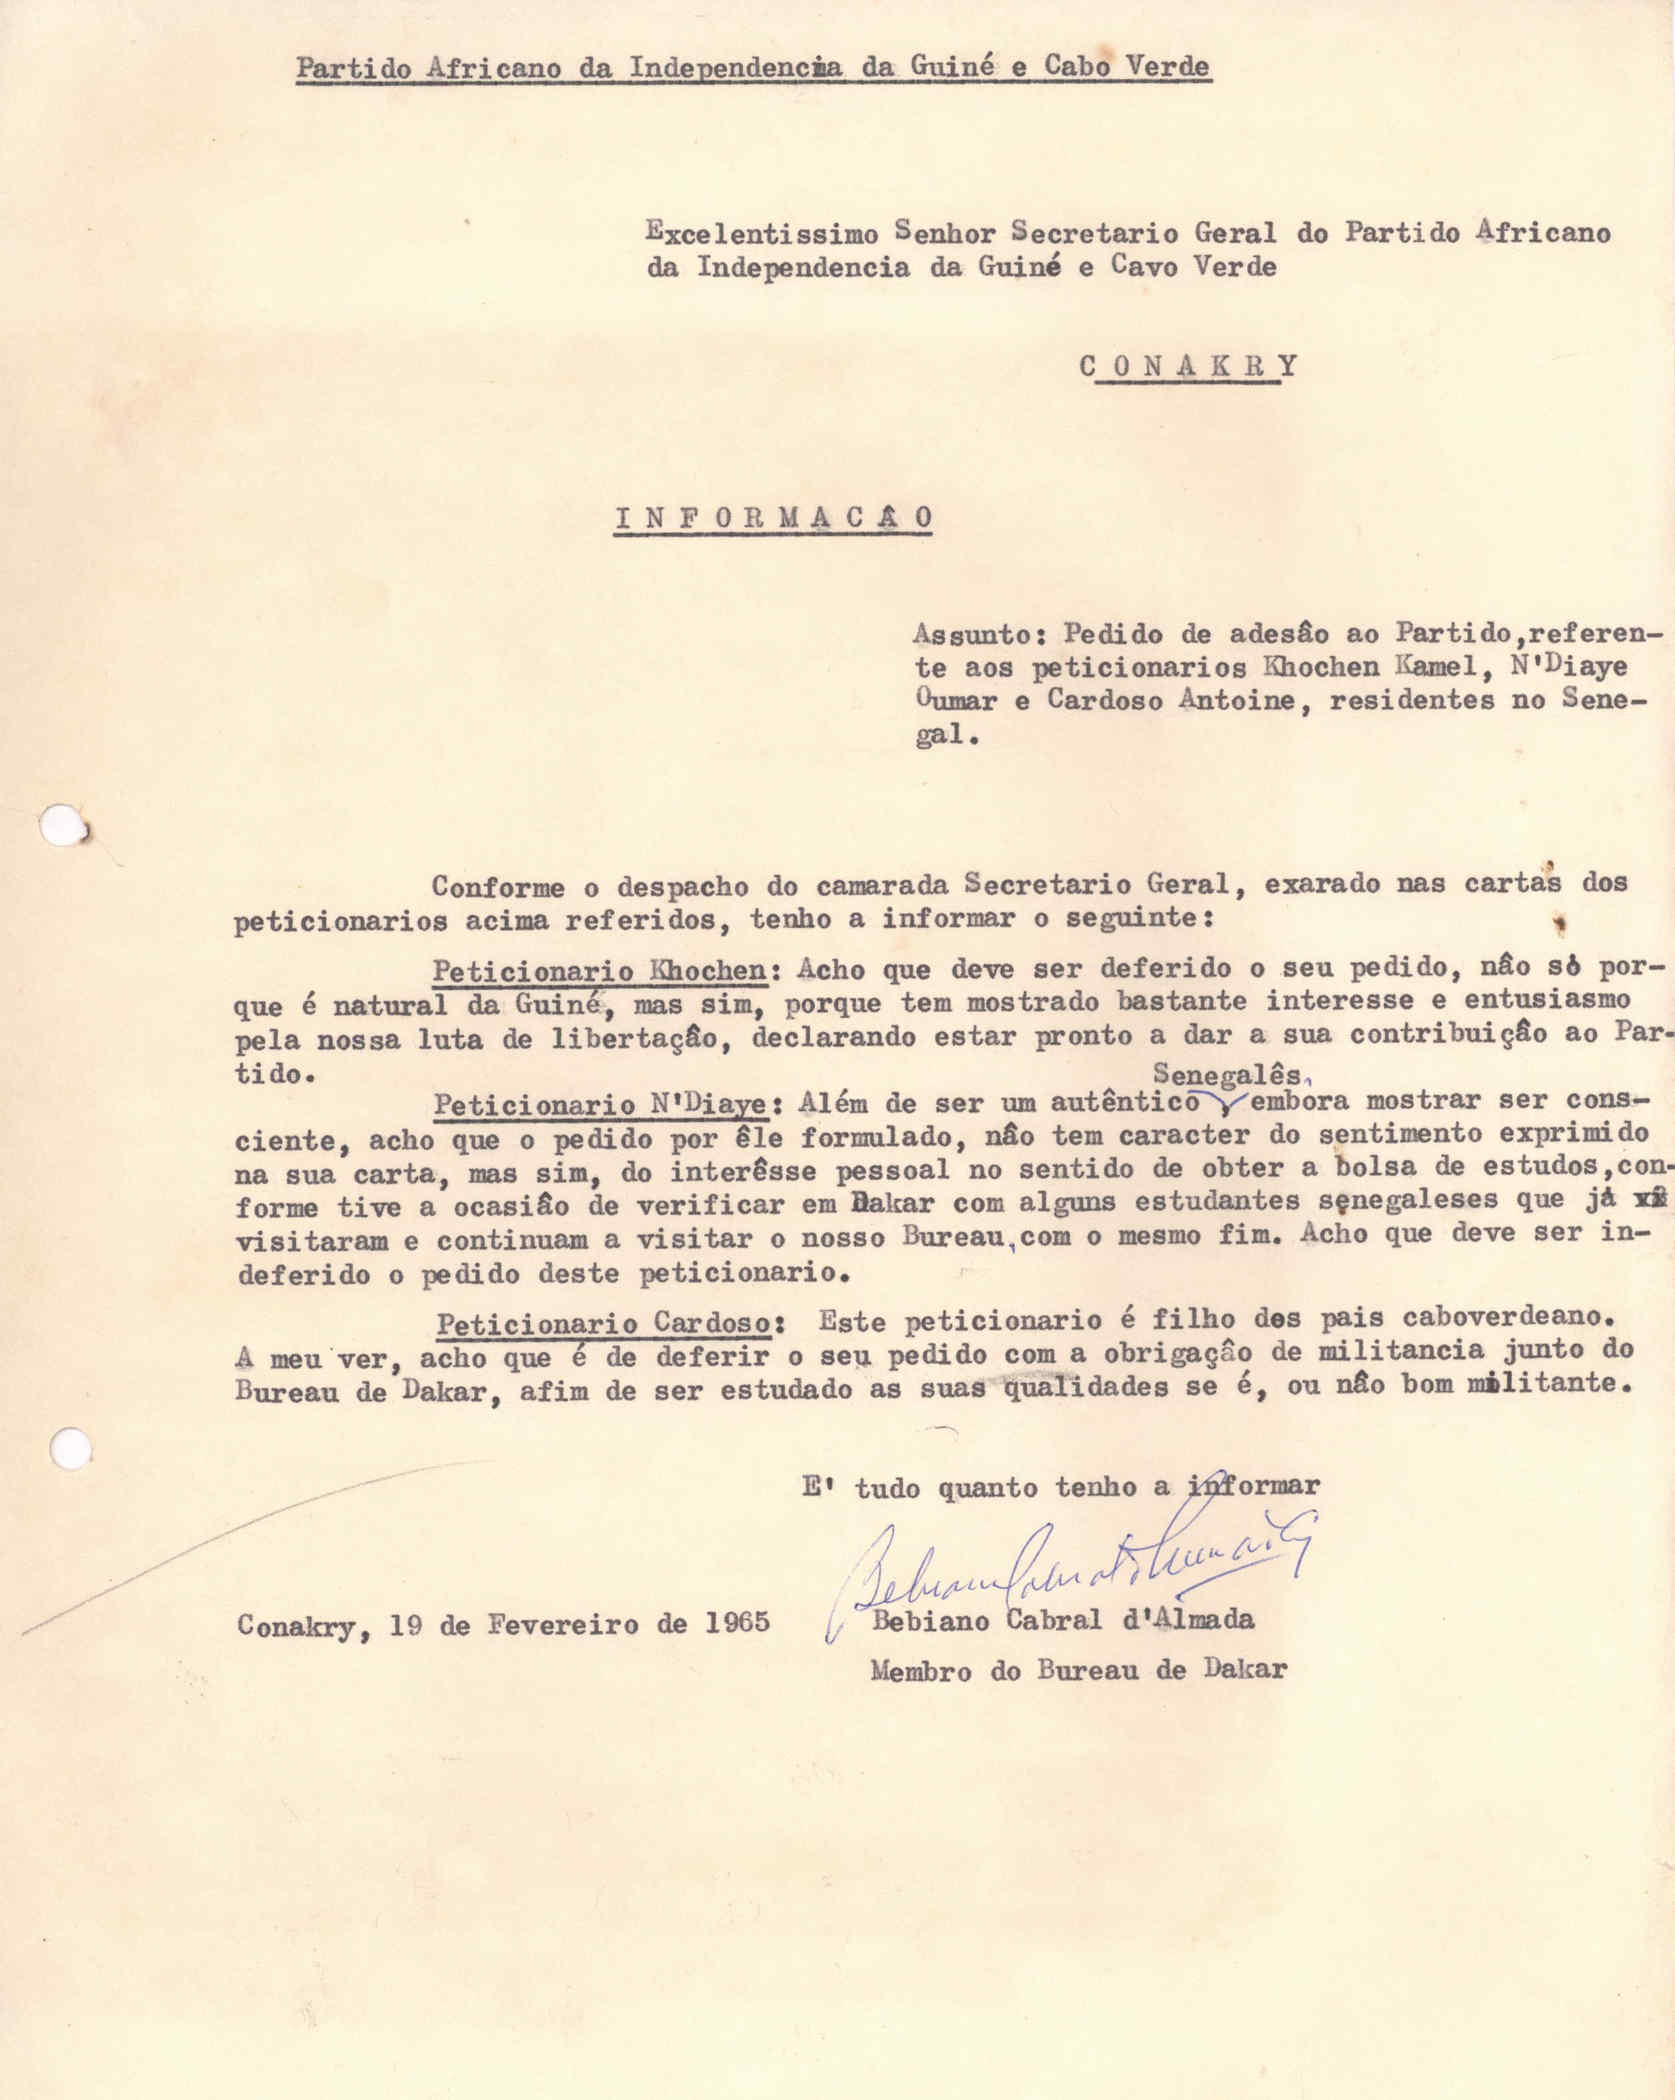 Partido Africano da Independencia da Guiné e Cabo Verde
Excelentissimo Senhor Secretario Geral do Partido Africano
da Independencia da Guiné e Cavo Verde
C O N A K R Y
I N F O R M A C Â O
Assunto: Pedido de adesâo ao Partido,referen-
te aos peticionarios Khochen Kamel, N'Diaye
Oumar e Cardoso Antoine, residentes no Sene-
gal.
Conforme o despacho do camarada Secretario Geral, exarado nas cartas dos
peticionarios acima referidos, tenho a informar o seguinte:
Peticionario Khochen: Acho que deve ser deferido o seu pedido, nâo sò por-
que é natural da Guiné, mas sim, porque tem mostrado bastante interesse e entusiasmo
pela nossa luta de libertaçâo, declarando estar pronto a dar a sua contribuiçâo ao Par-
tido.
Senegalês,
Peticionario N'Diaye: Além de ser um autêntico , embora mostrar ser cons-
ciente, acho que o pedido por êle formulado, nâo tem caracter do sentimento exprimido
na sua carta, mas sim, do interêsse pessoal no sentido de obter a bolsa de estudos,con-
forme tive a ocasiâo de verificar em Dakar com alguns estudantes senegaleses que jà
visitaram e continuam a visitar o nosso Bureau,com o mesmo fim. Acho que deve ser in-
deferido o pedido deste peticionario.
Peticionario Cardoso: Este peticionario é filho des pais caboverdeano.
A meu ver, acho que é de deferir o seu pedido com a obrigaçâo de militancia junto do
Bureau de Dakar, afim de ser estudado as suas qualidades se é, ou nâo bom militante.
E' tudo quanto tenho a informar
Conakry, 19 de Fevereiro de 1965
Bebiano Cabral d'Almada
Membro do Bureau de Dakar